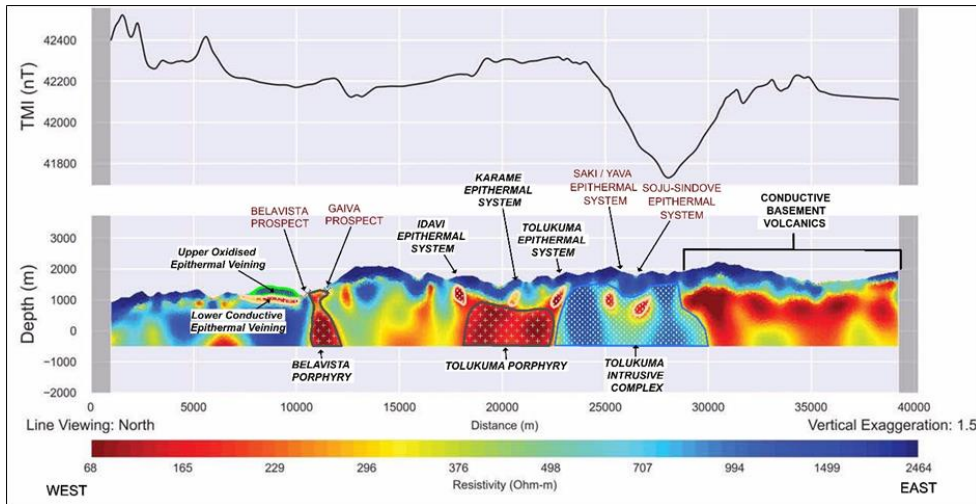 42400
42200
42000
41800
TMI (nT)
KARAME
EPITHERMAL
SYSTEM
SAKI / YAVA
EPITHERMAL
SYSTEM
SOJU-SINDOVE
EPITHERMAL
SYSTEM
CONDUCTIVE
BASEMENT
VOLCANICS
BELAVISTA
PROSPECT
GAIVA
PROSPECT
IDAVI
EPITHERMAL
SYSTEM
TOLUKUMA
EPITHERMAL
SYSTEM
Upper Oxidised
Epithermal Veining
Lower Conductive
Epithermal Veining
3000
2000
1000
0
−1000
−2000
Depth (m)
BELAVISTA
PORPHYRY
TOLUKUMA PORPHYRY
TOLUKUMA
INTRUSIVE
COMPLEX
0 5000 10000 15000 20000 25000 30000 35000 40000
Line Viewing: North Distance (m) Vertical Exaggeration: 1.5
68 165 229 296 376 498 707 994 1499 2464
WEST Resistivity (Ohm-m) EAST